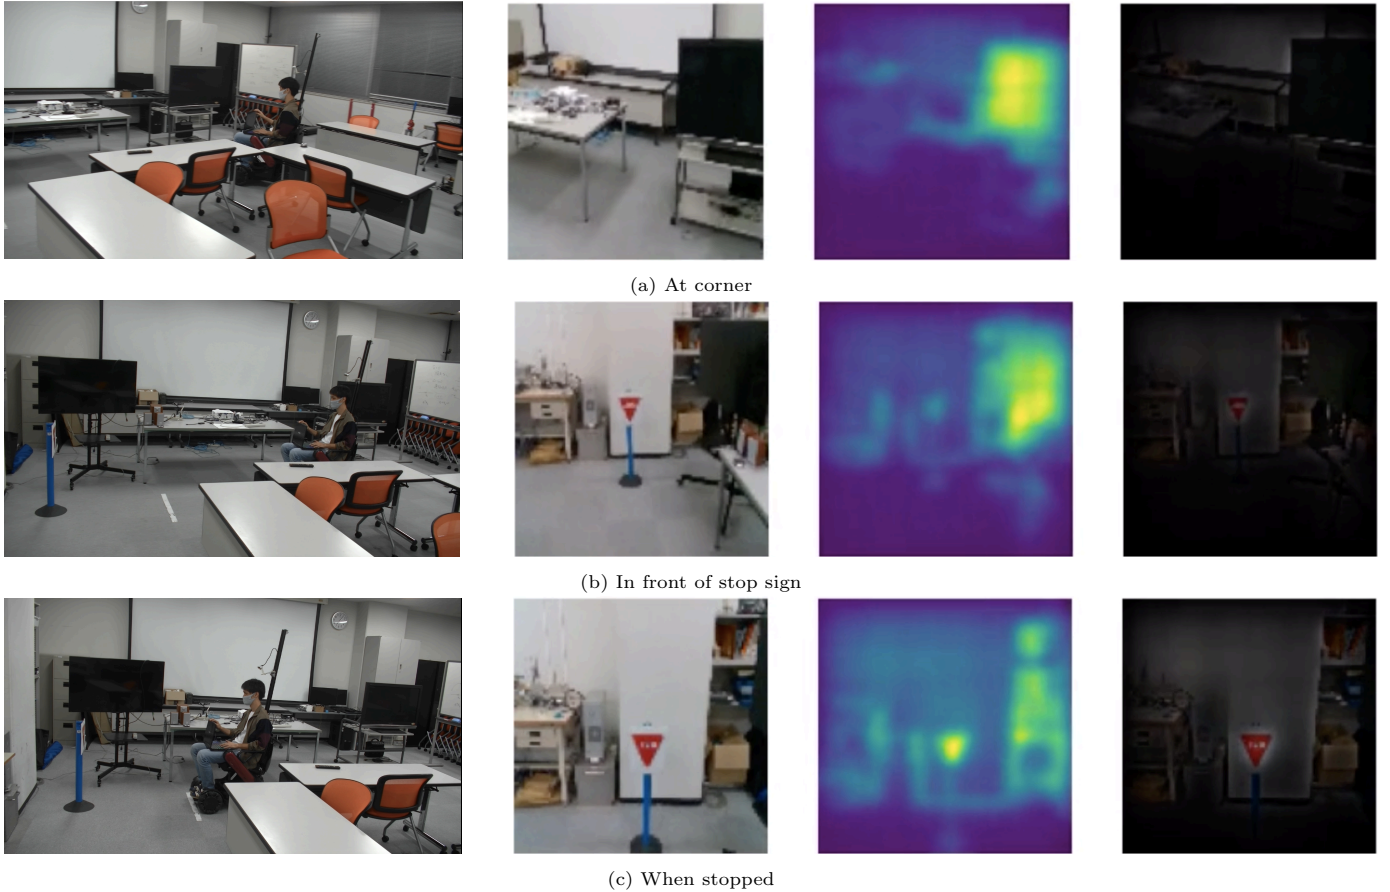 (a) At corner
(b) In front of stop sign
(c) When stopped